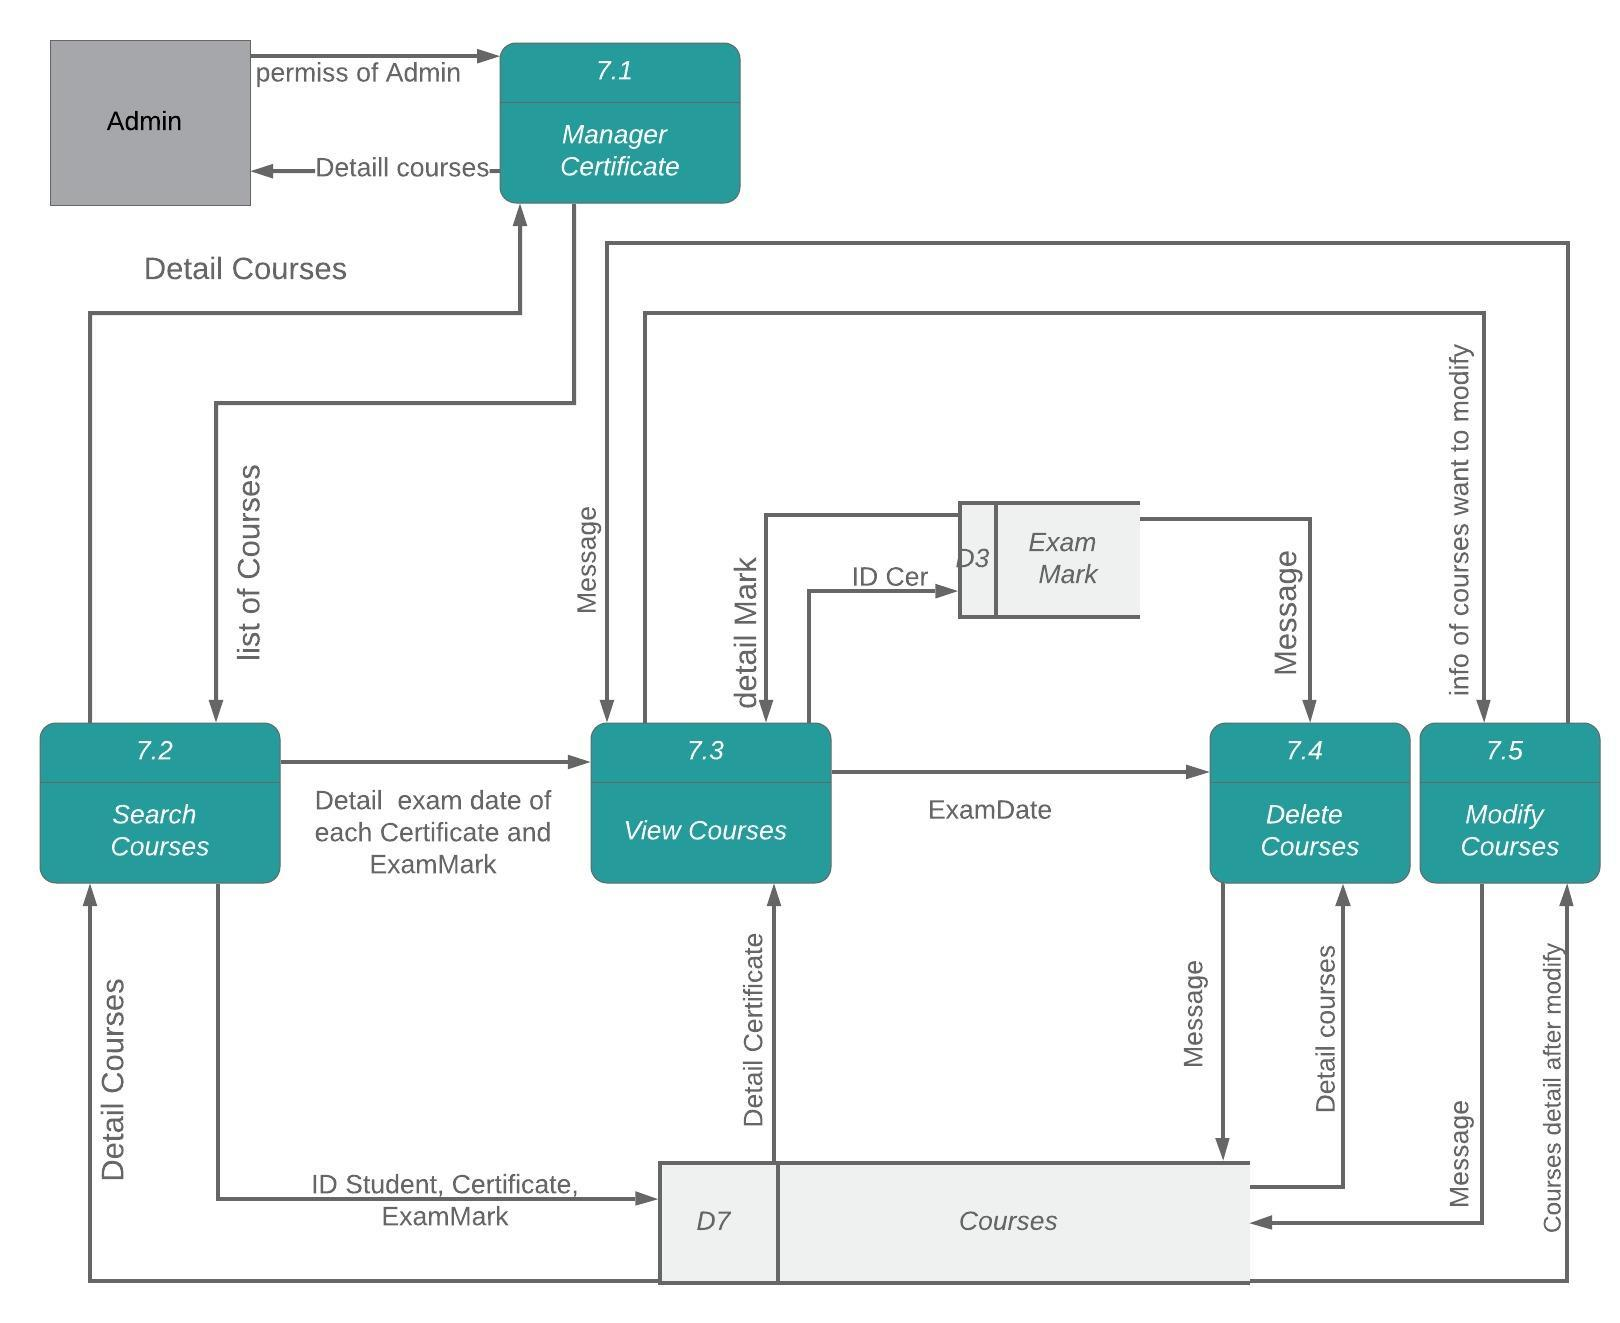 7.1
permiss of Admin
Admin
Manager
Certificate
Detaill courses
Detail Courses
list of Courses
Message
info of courses want to modify
D3
Exam
Mark
ID Cer
detail Mark
Message
7.2
Search
Courses
7.3
View Courses
7.4
Delete
Courses
7.5
Modify
Courses
Detail  exam date of
each Certificate and
ExamMark
ExamDate
Detail Courses
Detail Certificate
Message
Detail courses
Message
Courses detail after modify
ID Student, Certificate,
ExamMark
D7
Courses